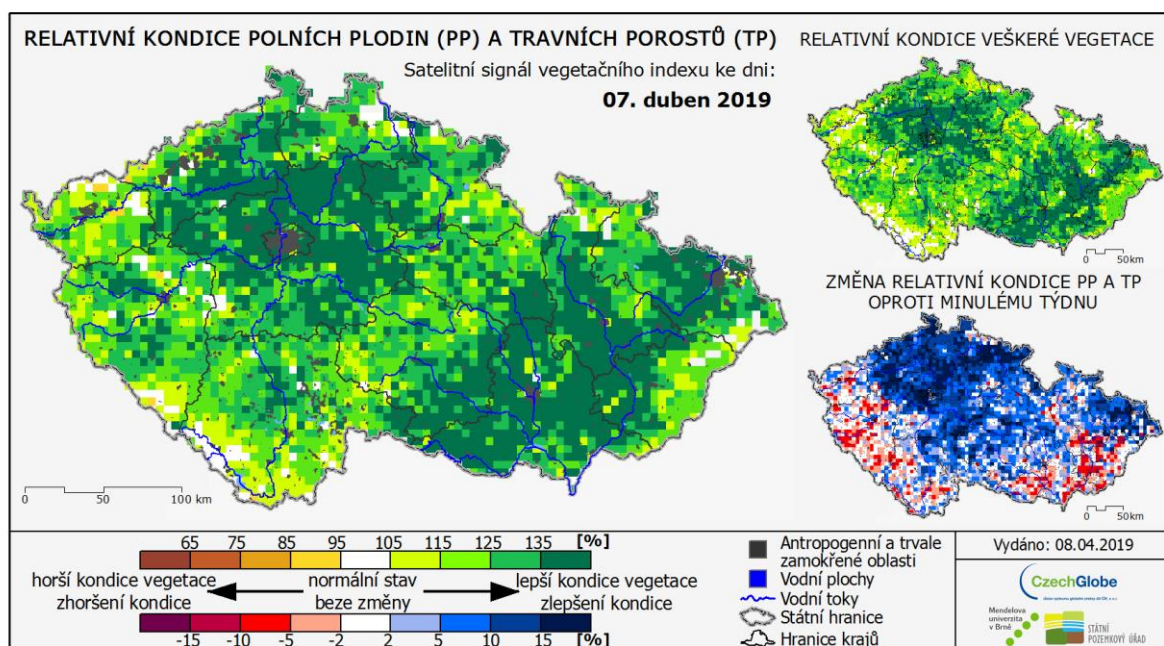 RELATIVNÍ KONDICE POLNÍCH PLODIN (PP) A TRAVNÍCH POROSTŮ (TP)
Satelitní signál vegetačního indexu ke dni:
07. duben 2019
0 50 100 km
RELATIVNÍ KONDICE VEŠKERÉ VEGETACE
0 50km
ZMĚNA RELATIVNÍ KONDICE PP A TP
OPROTI MINULÉMU TÝDNU
0 50km
65 75 85 95 105 115 125 135 [%]
horší kondice vegetace normální stav lepší kondice vegetace
zhoršení kondice beze změny zlepšení kondice
-15 -10 -5 -2 2 5 10 15 [%]
Antropogenní a trvale
zamokřené oblasti
Vodní plochy
Vodní toky
Státní hranice
Hranice krajů
Vydáno: 08.04.2019
CzechGlobe
Mendelova
univerzita
v Brně
STÁTNÍ
POZEMKOVÝ ÚŘAD